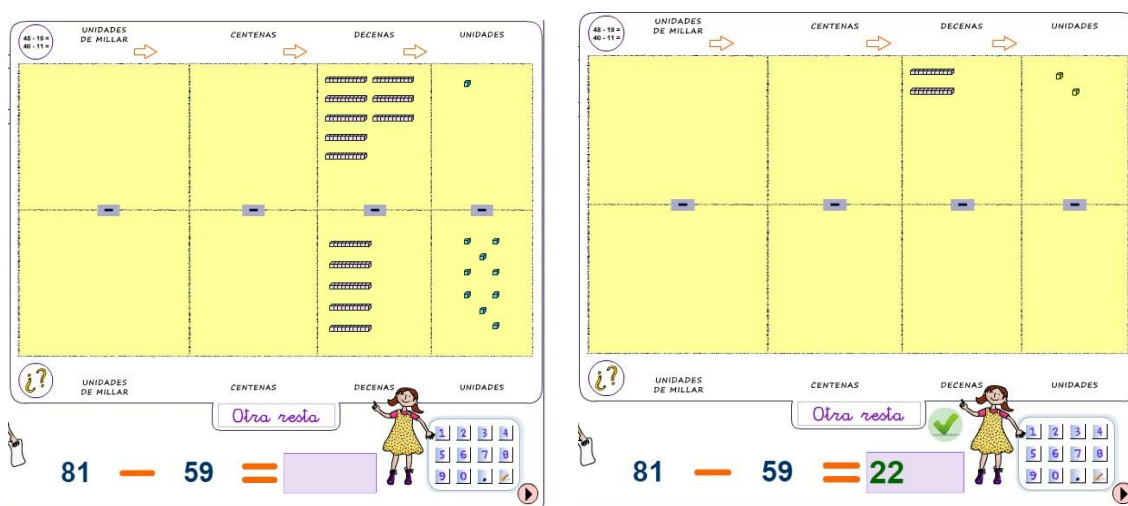 48 - 19 =
40 - 11 =
UNIDADES
DE MILLAR
CENTENAS
DECENAS
UNIDADES
-
-
-
-
¿?
UNIDADES
DE MILLAR
CENTENAS
DECENAS
UNIDADES
Otra resta
1 2 3 4
5 6 7 8
9 0 .
81 - 59 =
48 - 19 =
40 - 11 =
UNIDADES
DE MILLAR
CENTENAS
DECENAS
UNIDADES
-
-
-
-
¿?
UNIDADES
DE MILLAR
CENTENAS
DECENAS
UNIDADES
Otra resta
1 2 3 4
5 6 7 8
9 0 .
81 - 59 = 22